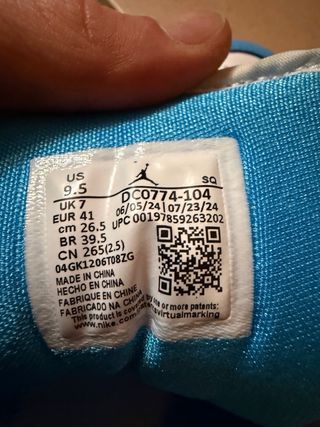 US
9.5
UK 7
EUR 41
cm 26.5
BR 39.5
CN 265(2.5)
04GK1206T08ZG
SQ
DC0774-104
06/05/24 07/23/24
UPC 00197859263202
MADE IN CHINA
HECHO EN CHINA
FABRIQUÉ EN CHINE
FABRICADO NA CHINA
This product is covered by one or more patents:
www.nike.com virtualmarking